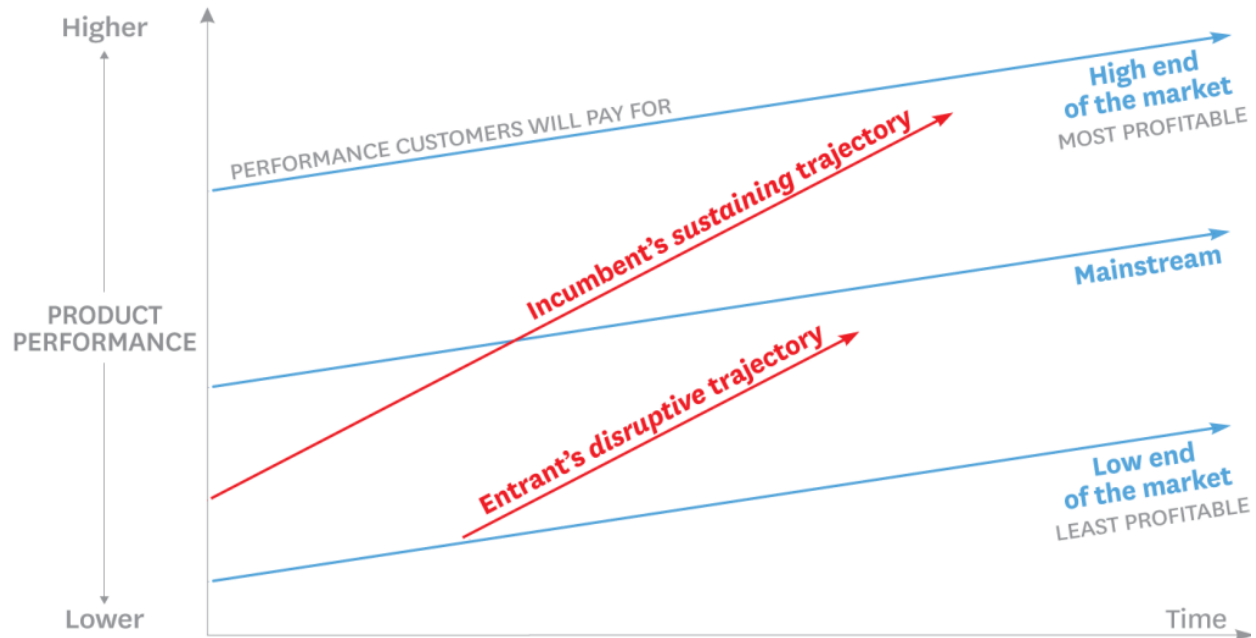 Higher
PERFORMANCE CUSTOMERS WILL PAY FOR
High end
of the market
MOST PROFITABLE
Incumbent’s sustaining trajectory
Mainstream
PRODUCT
PERFORMANCE
Entrant’s disruptive trajectory
Low end
of the market
LEAST PROFITABLE
Lower
Time